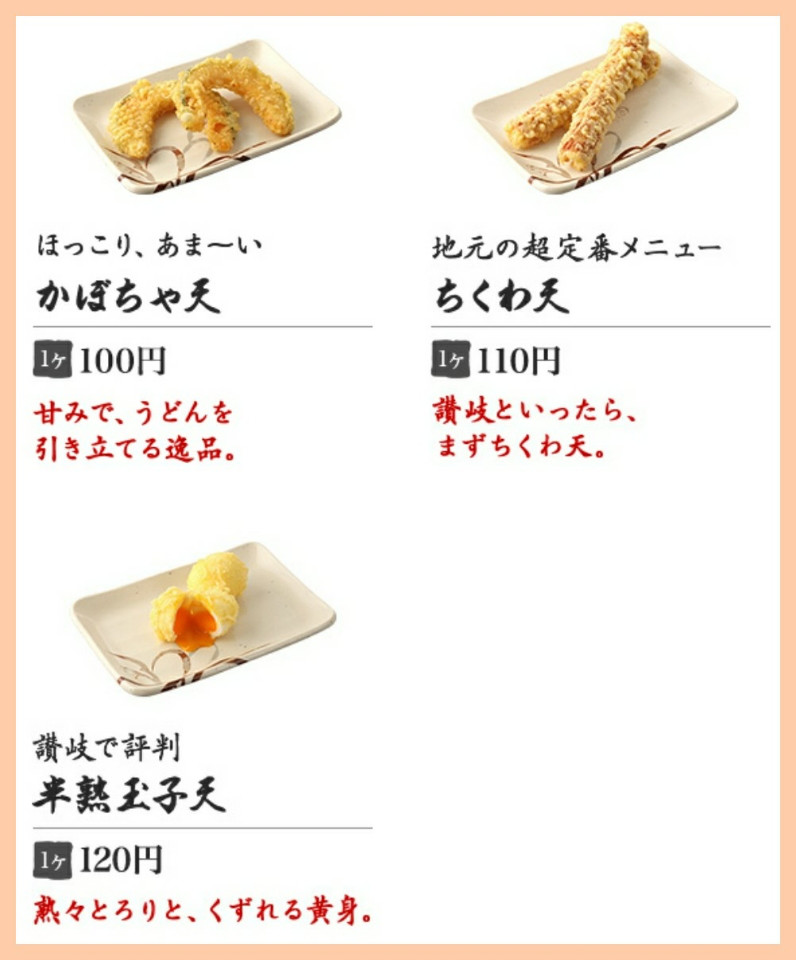 ほっこり、あま〜い
かぼちゃ天
1ヶ 100円
甘みで、うどんを
引き立てる逸品。
地元の超定番メニュー
ちくわ天
1ヶ 110円
讃岐といったら、
まずちくわ天。
讃岐で評判
半熟玉子天
1ヶ 120円
熱々とろりと、くずれる黄身。